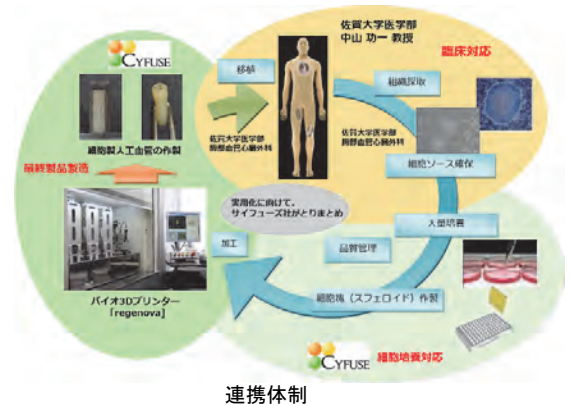 佐賀大学医学部
中山 功一 教授
臨床対応
CYFUSE
移植
組織採取
細胞製人工血管の作製
佐賀大学医学部
胸部血管心臓外科
佐賀大学医学部
胸部血管心臓外科
細胞ソース確保
最終製品製造
実用化に向けて、
サイフューズ社がとりまとめ
大量培養
加工
品質管理
細胞塊（スフェロイド）作製
バイオ3Dプリンター
「regenova」
CYFUSE
細胞培養対応
連携体制